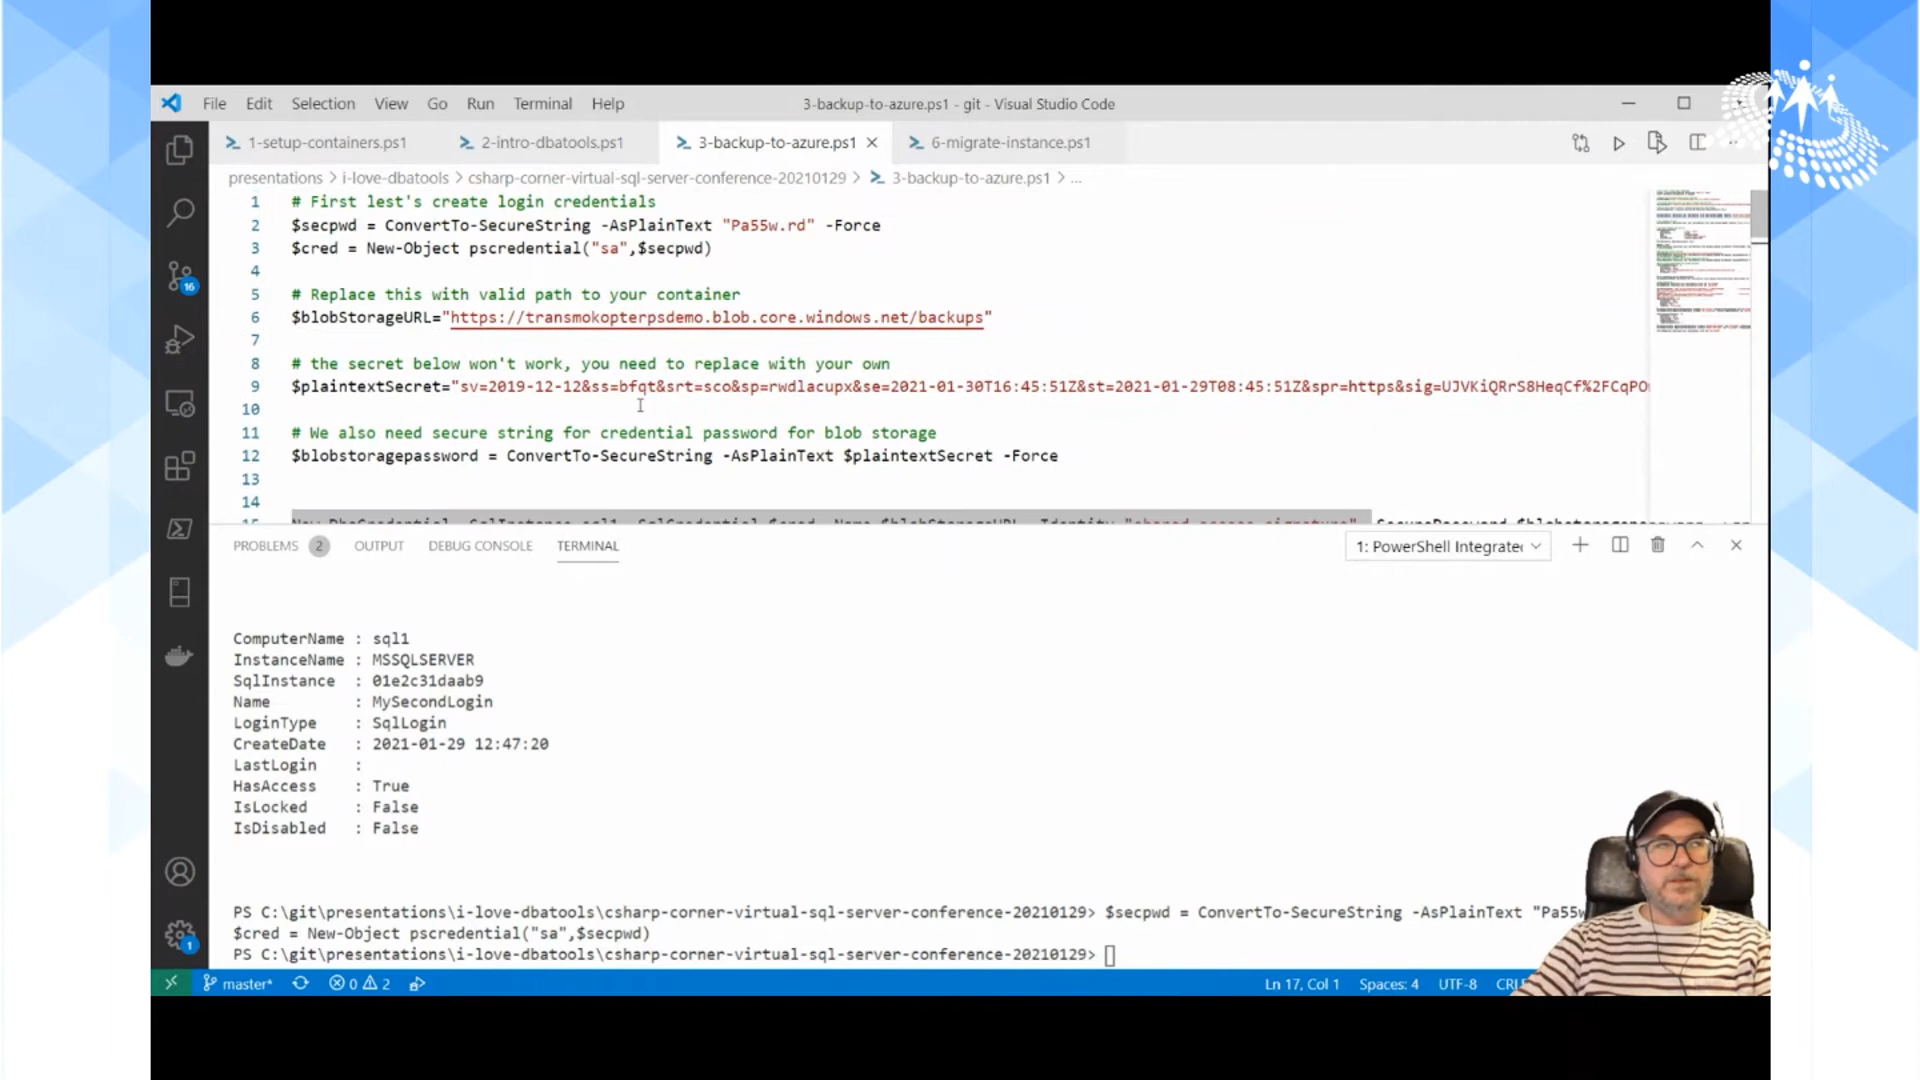 File Edit Selection View Go Run Terminal Help 3-backup-to-azure.ps1 - git - Visual Studio Code
1-setup-containers.ps1 2-intro-dbatools.ps1 3-backup-to-azure.ps1 6-migrate-instance.ps1
presentations > i-love-dbatools > csharp-corner-virtual-sql-server-conference-20210129 > 3-backup-to-azure.ps1 > ...
1 # First lest's create login credentials
2 $secpwd = ConvertTo-SecureString -AsPlainText "Pa55w.rd" -Force
3 $cred = New-Object pscredential("sa",$secpwd)
4
5 # Replace this with valid path to your container
6 $blobStorageURL="https://transmokopterpsdemo.blob.core.windows.net/backups"
7
8 # the secret below won't work, you need to replace with your own
9 $plaintextSecret="sv=2019-12-12&ss=bfqt&srt=sco&sp=rwdlacupx&se=2021-01-30T16:45:51Z&st=2021-01-29T08:45:51Z&spr=https&sig=UJVKiQRrS8HeqCf%2FCqPO
10
11 # We also need secure string for credential password for blob storage
12 $blobstoragepassword = ConvertTo-SecureString -AsPlainText $plaintextSecret -Force
13
14
PROBLEMS 2 OUTPUT DEBUG CONSOLE TERMINAL 1: PowerShell Integrate
ComputerName : sql1
InstanceName : MSSQLSERVER
SqlInstance : 01e2c31daab9
Name : MySecondLogin
LoginType : SqlLogin
CreateDate : 2021-01-29 12:47:20
LastLogin :
HasAccess : True
IsLocked : False
IsDisabled : False
PS C:\git\presentations\i-love-dbatools\csharp-corner-virtual-sql-server-conference-20210129> $secpwd = ConvertTo-SecureString -AsPlainText "Pa55w
$cred = New-Object pscredential("sa",$secpwd)
PS C:\git\presentations\i-love-dbatools\csharp-corner-virtual-sql-server-conference-20210129>
16
1
master* 0 2 Ln 17, Col 1 Spaces: 4 UTF-8 CRLF